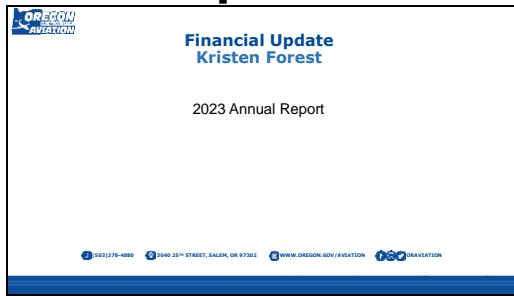 OREGON
AVIATION
Financial Update
Kristen Forest
2023 Annual Report
(503)378-4880 3040 25TH STREET, SALEM, OR 97302 WWW.OREGON.GOV/AVIATION ORAVIATION